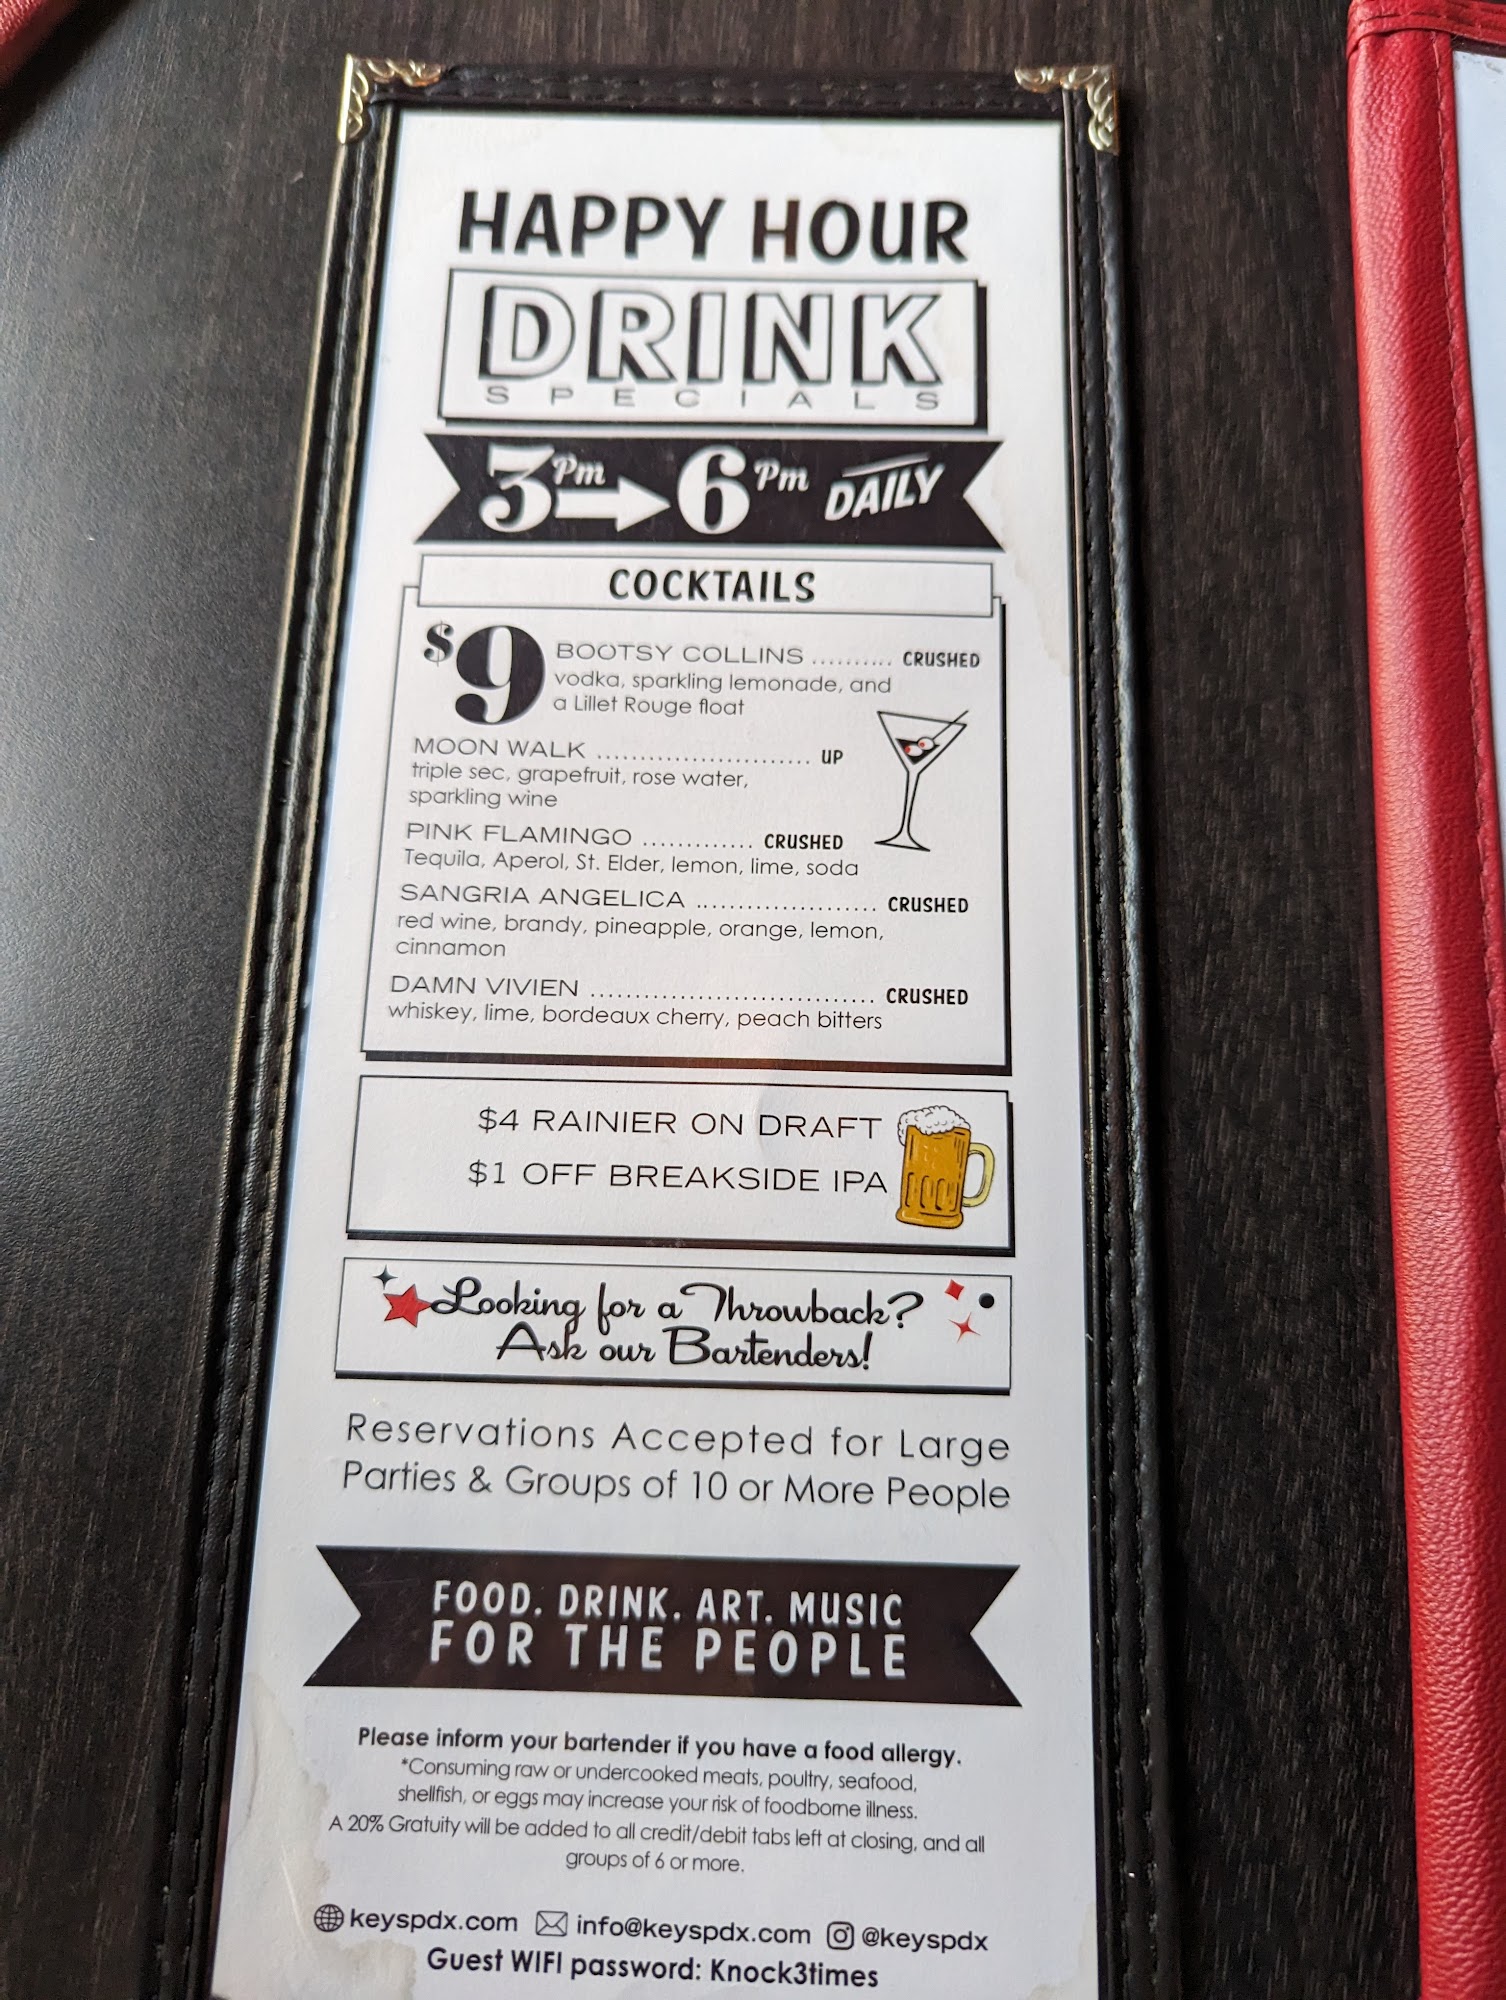 HAPPY HOUR
DRINK
SPECIALS
3 Pm 6 Pm DAILY
COCKTAILS
$9
BOOTSY COLLINS .......... CRUSHED
vodka, sparkling lemonade, and
a Lillet Rouge float
MOON WALK ......................... UP
triple sec, grapefruit, rose water,
sparkling wine
PINK FLAMINGO ............. CRUSHED
Tequila, Aperol, St. Elder, lemon, lime, soda
SANGRIA ANGELICA ..................... CRUSHED
red wine, brandy, pineapple, orange, lemon,
cinnamon
DAMN VIVIEN ................................ CRUSHED
whiskey, lime, bordeaux cherry, peach bitters
$4 RAINIER ON DRAFT
$1 OFF BREAKSIDE IPA
Looking for a Throwback?
Ask our Bartenders!
Reservations Accepted for Large
Parties & Groups of 10 or More People
FOOD. DRINK. ART. MUSIC
FOR THE PEOPLE
Please inform your bartender if you have a food allergy.
*Consuming raw or undercooked meats, poultry, seafood,
shellfish, or eggs may increase your risk of foodborne illness.
A 20% Gratuity will be added to all credit/debit tabs left at closing, and all
groups of 6 or more.
keyspdx.com info@keyspdx.com @keyspdx
Guest WIFI password: Knock3times